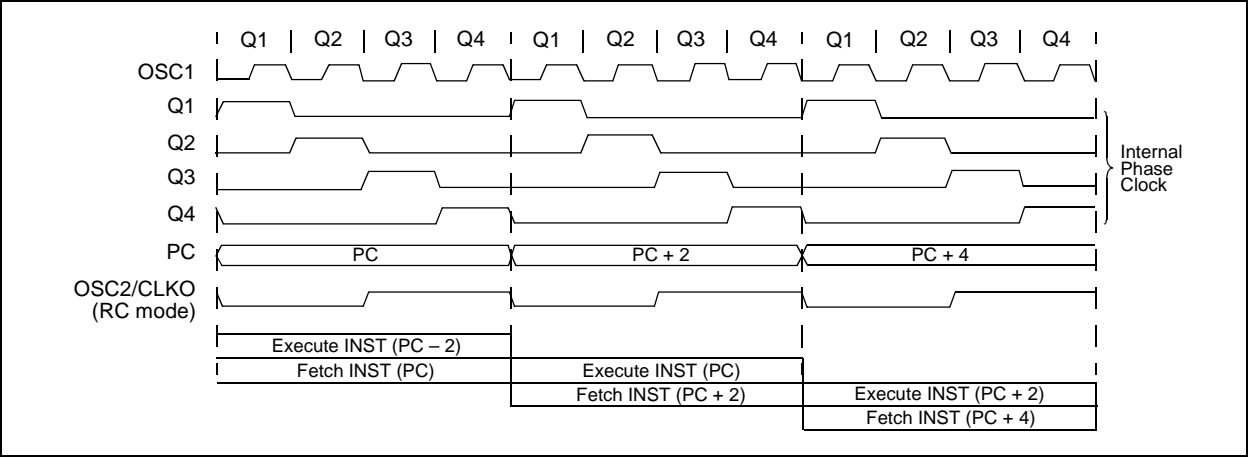 Q1 Q2 Q3 Q4 Q1 Q2 Q3 Q4 Q1 Q2 Q3 Q4
OSC1
Q1
Q2
Q3
Q4
Internal
Phase
Clock
PC PC PC + 2 PC + 4
OSC2/CLKO
(RC mode)
Execute INST (PC – 2)
Fetch INST (PC) Execute INST (PC)
Fetch INST (PC + 2) Execute INST (PC + 2)
Fetch INST (PC + 4)